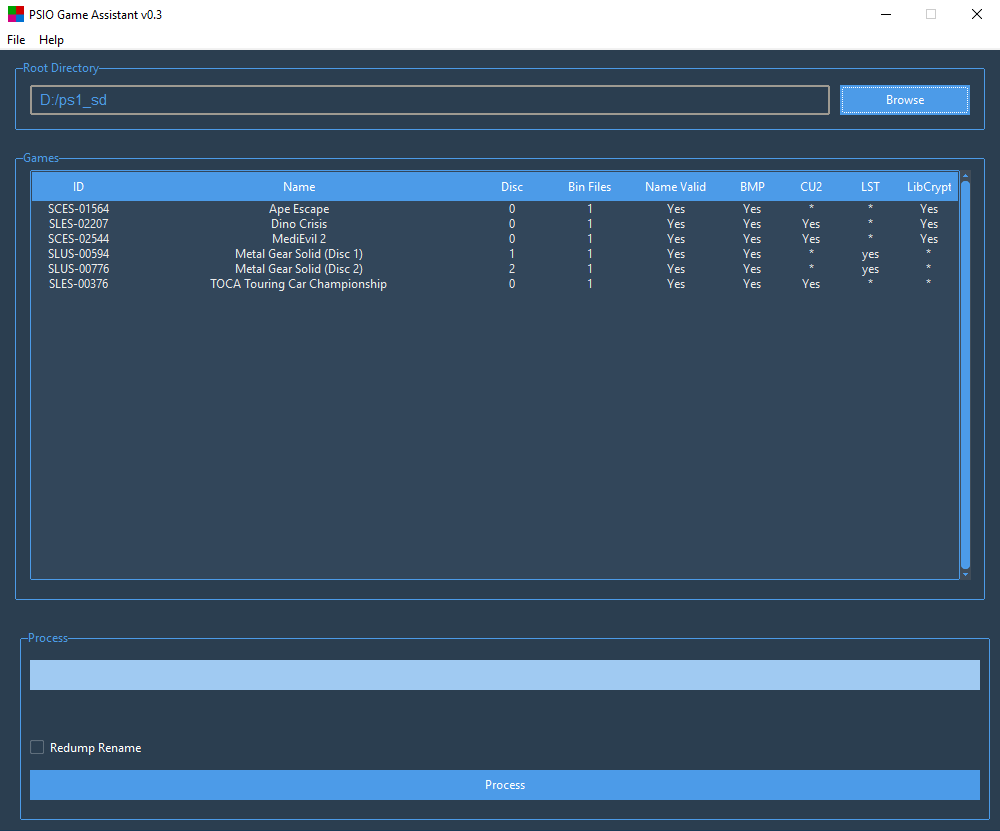 PSIO Game Assistant v0.3
File Help
Root Directory
D:/ps1_sd Browse
Games
ID Name Disc Bin Files Name Valid BMP CU2 LST LibCrypt
SCES-01564 Ape Escape 0 1 Yes Yes * * Yes
SLES-02207 Dino Crisis 0 1 Yes Yes Yes * Yes
SCES-02544 MediEvil 2 0 1 Yes Yes Yes * Yes
SLUS-00594 Metal Gear Solid (Disc 1) 1 1 Yes Yes * yes *
SLUS-00776 Metal Gear Solid (Disc 2) 2 1 Yes Yes * yes *
SLES-00376 TOCA Touring Car Championship 0 1 Yes Yes Yes * *
Process
Redump Rename
Process